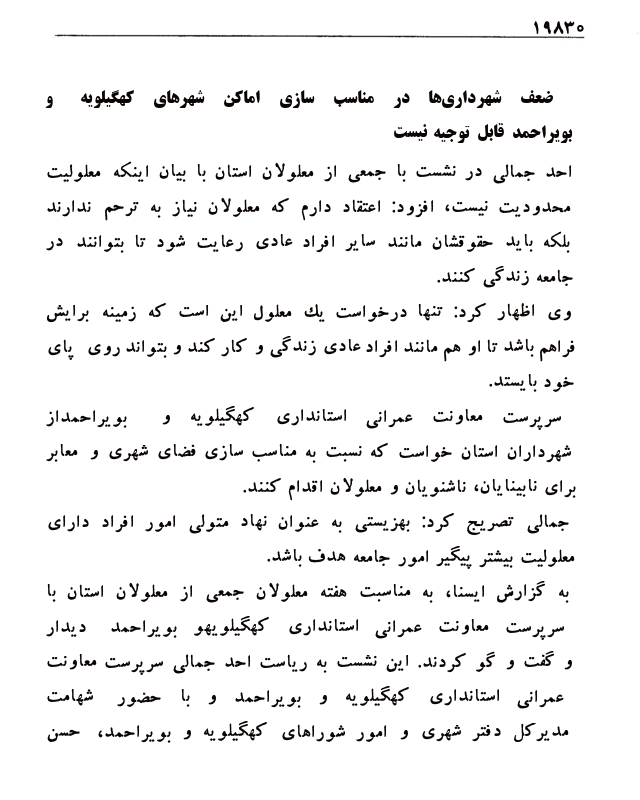 ۱۹۸۳۰
ضعف شهرداری‌ها در مناسب سازی اماکن شهرهای کهگیلویه و
بویراحمد قابل توجیه نیست
احد جمالی در نشست با جمعی از معلولان استان با بیان اینکه معلولیت
محدودیت نیست، افزود: اعتقاد دارم که معلولان نیاز به ترحم ندارند
بلکه باید حقوقشان مانند سایر افراد عادی رعایت شود تا بتوانند در
جامعه زندگی کنند.
وی اظهار کرد: تنها درخواست یك معلول این است که زمینه برایش
فراهم باشد تا او هم مانند افراد عادی زندگی و کار کند و بتواند روی پای
خود بایستد.
سرپرست معاونت عمرانی استانداری کهگیلویه و بویراحمداز
شهرداران استان خواست که نسبت به مناسب سازی فضای شهری و معابر
برای نابینایان، ناشنویان و معلولان اقدام کنند.
جمالی تصریج کرد: بهزیستی به عنوان نهاد متولی امور افراد دارای
معلولیت بیشتر پیگیر امور جامعه هدف باشد.
به گزارش ایسنا، به مناسبت هفته معلولان جمعی از معلولان استان با
سرپرست معاونت عمرانی استانداری کهگیلویهو بویراحمد دیدار
و گفت و گو کردند. این نشست به ریاست احد جمالی سرپرست معاونت
عمرانی استانداری کهگیلویه و بویراحمد و با حضور شهامت
مدیرکل دفتر شهری و امور شوراهای کهگیلویه و بویراحمد، حسن